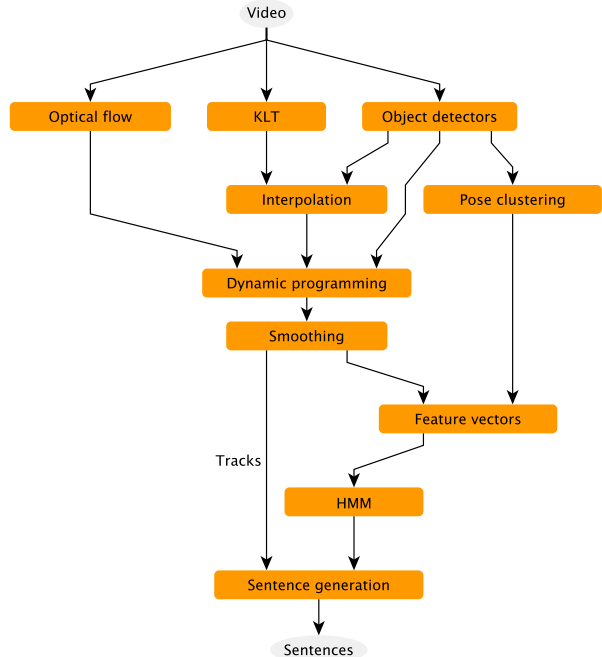 Video
Optical flow
KLT
Object detectors
Interpolation
Pose clustering
Dynamic programming
Smoothing
Feature vectors
Tracks
HMM
Sentence generation
Sentences